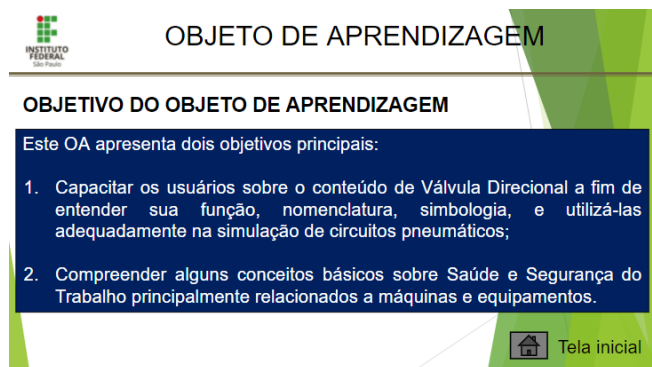 INSTITUTO
FEDERAL
São Paulo
OBJETO DE APRENDIZAGEM
OBJETIVO DO OBJETO DE APRENDIZAGEM
Este OA apresenta dois objetivos principais:
1. Capacitar os usuários sobre o conteúdo de Válvula Direcional a fim de
entender sua função, nomenclatura, simbologia, e utilizá-las
adequadamente na simulação de circuitos pneumáticos;
2. Compreender alguns conceitos básicos sobre Saúde e Segurança do
Trabalho principalmente relacionados a máquinas e equipamentos.
Tela inicial